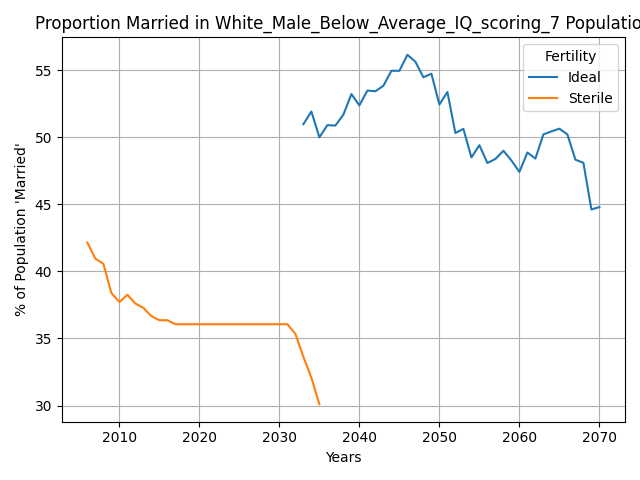 Proportion Married in White_Male_Below_Average_IQ_scoring_7 Populatio
Fertility
Ideal
Sterile
% of Population 'Married'
55
50
45
40
35
30
2010 2020 2030 2040 2050 2060 2070
Years